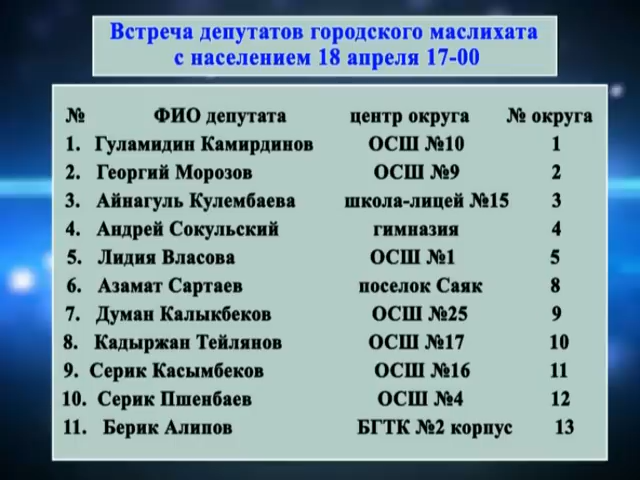 Встреча депутатов городского маслихата
с населением 18 апреля 17-00
№ ФИО депутата центр округа № округа
1. Гуламидин Камирдинов ОСШ №10 1
2. Георгий Морозов ОСШ №9 2
3. Айнагуль Кулембаева школа-лицей №15 3
4. Андрей Сокульский гимназия 4
5. Лидия Власова ОСШ №1 5
6. Азамат Сартаев поселок Саяк 8
7. Думан Калыкбеков ОСШ №25 9
8. Кадыржан Тейлянов ОСШ №17 10
9. Серик Касымбеков ОСШ №16 11
10. Серик Пшенбаев ОСШ №4 12
11. Берик Алипов БГТК №2 корпус 13